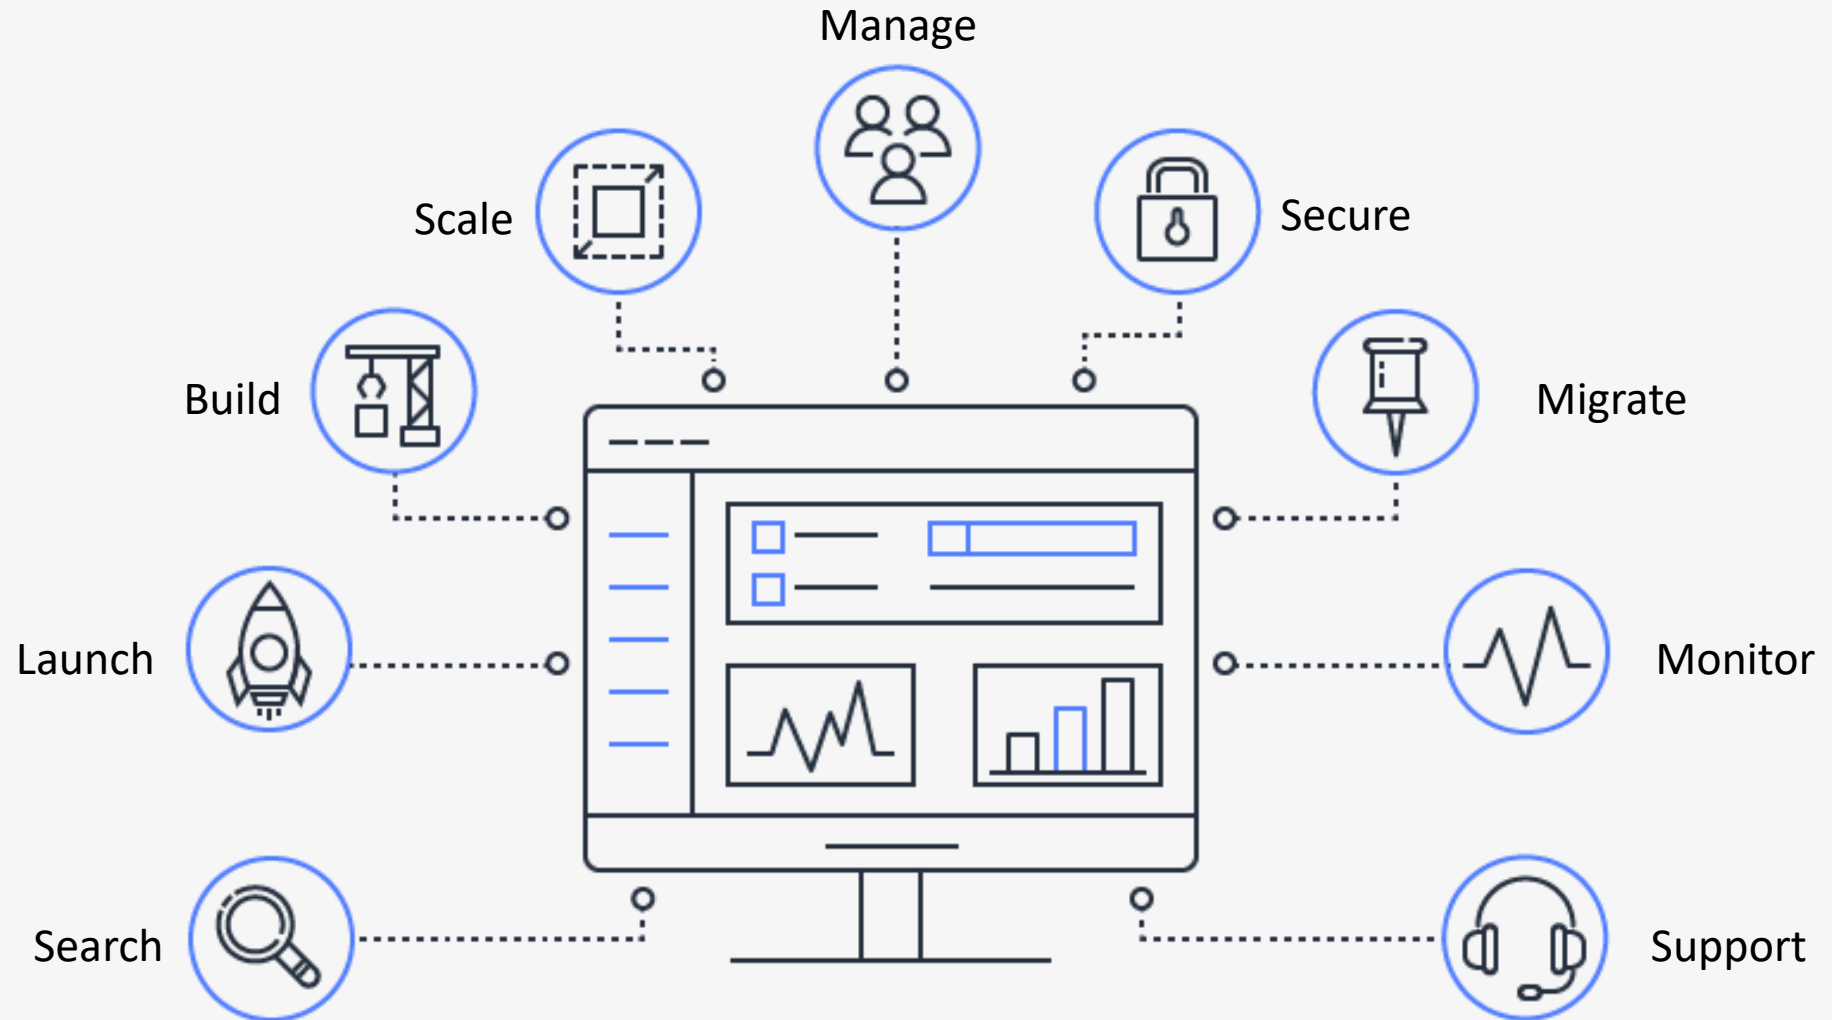 Manage
Scale
Secure
Build
Migrate
Launch
Monitor
Search
Support